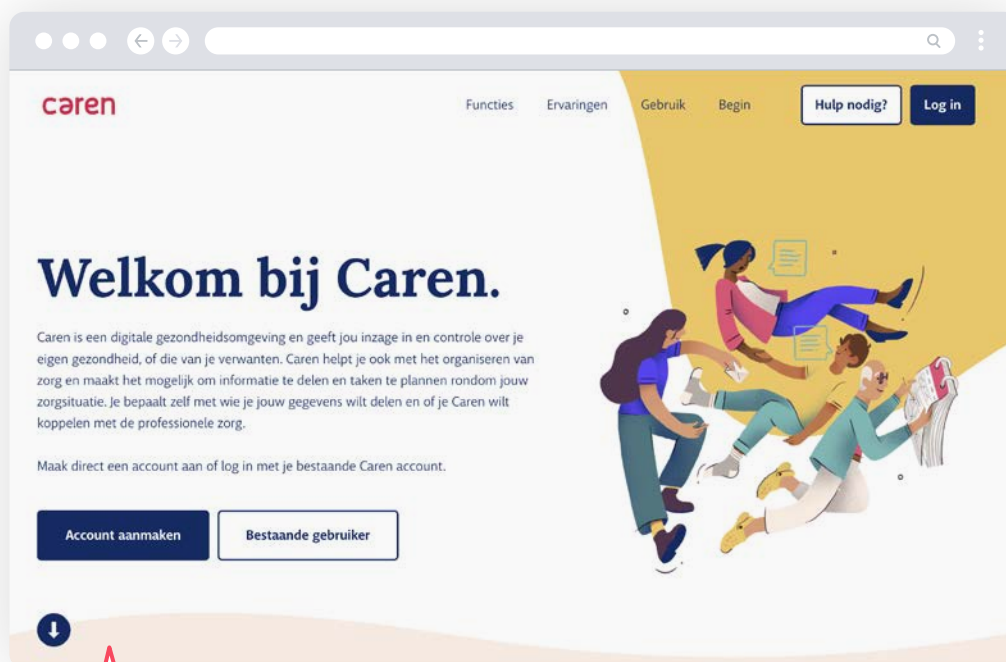 caren
Functies
Ervaringen
Gebruik
Begin
Hulp nodig?
Log in
Welkom bij Caren.
Caren is een digitale gezondheidsomgeving en geeft jou inzage in en controle over je
eigen gezondheid, of die van je verwanten. Caren helpt je ook met het organiseren van
zorg en maakt het mogelijk om informatie te delen en taken te plannen rondom jouw
zorgsituatie. Je bepaalt zelf met wie je jouw gegevens wilt delen en of je Caren wilt
koppelen met de professionele zorg.
Maak direct een account aan of log in met je bestaande Caren account.
Account aanmaken
Bestaande gebruiker